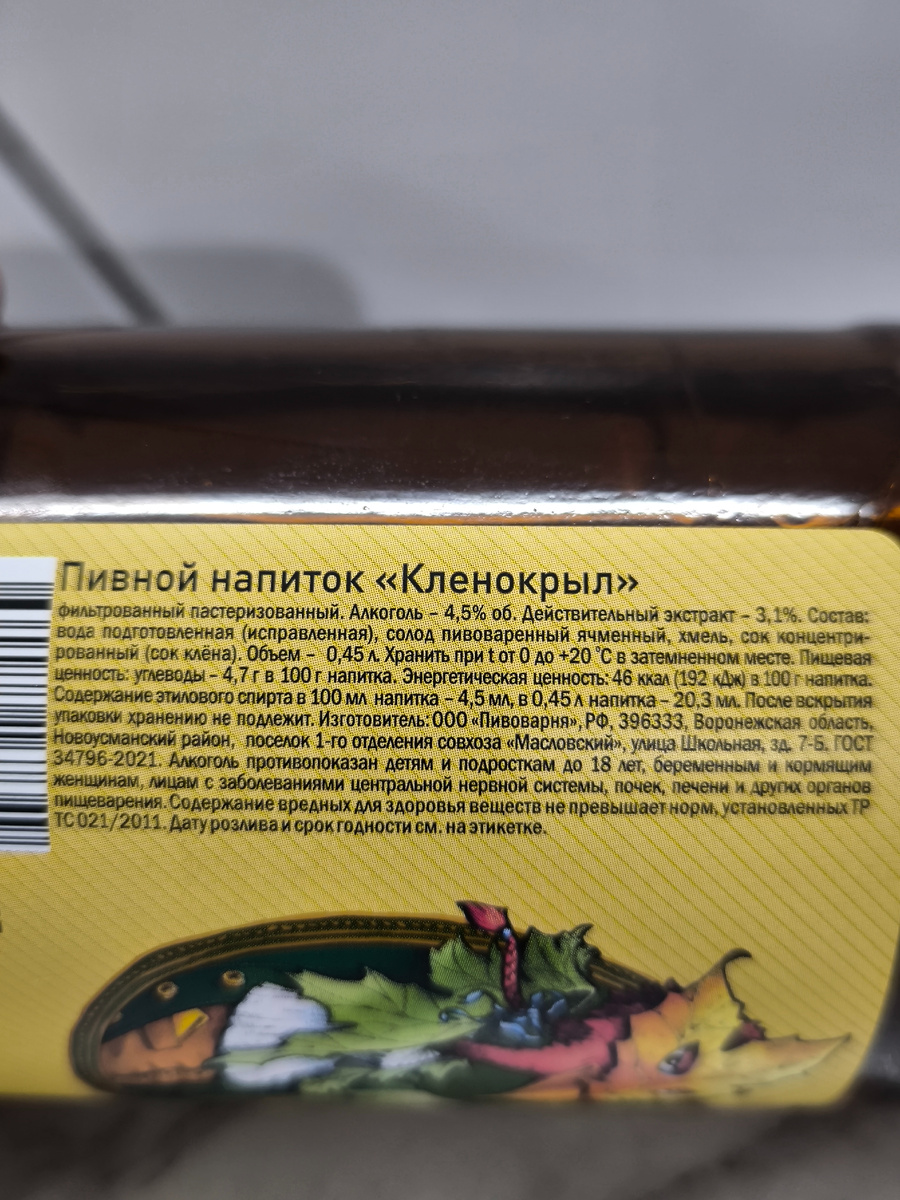 Пивной напиток «Кленокрыл»
фильтрованный пастеризованный. Алкоголь – 4,5% об. Действительный экстракт – 3,1%. Состав:
вода подготовленная (исправленная), солод пивоваренный ячменный, хмель, сок концентри-
рованный (сок клёна). Объем – 0,45 л. Хранить при t от 0 до +20 °С в затемненном месте. Пищевая
ценность: углеводы – 4,7 г в 100 г напитка. Энергетическая ценность: 46 ккал (192 кДж) в 100 г напитка.
Содержание этилового спирта в 100 мл напитка – 4,5 мл, в 0,45 л напитка – 20,3 мл. После вскрытия
упаковки хранению не подлежит. Изготовитель: ООО «Пивоварня», РФ, 396333, Воронежская область,
Новоусманский район, поселок 1-го отделения совхоза «Масловский», улица Школьная, зд. 7-Б. ГОСТ
34796-2021. Алкоголь противопоказан детям и подросткам до 18 лет, беременным и кормящим
женщинам, лицам с заболеваниями центральной нервной системы, почек, печени и других органов
пищеварения. Содержание вредных для здоровья веществ не превышает норм, установленных ТР
ТС 021/2011. Дату розлива и срок годности см. на этикетке.